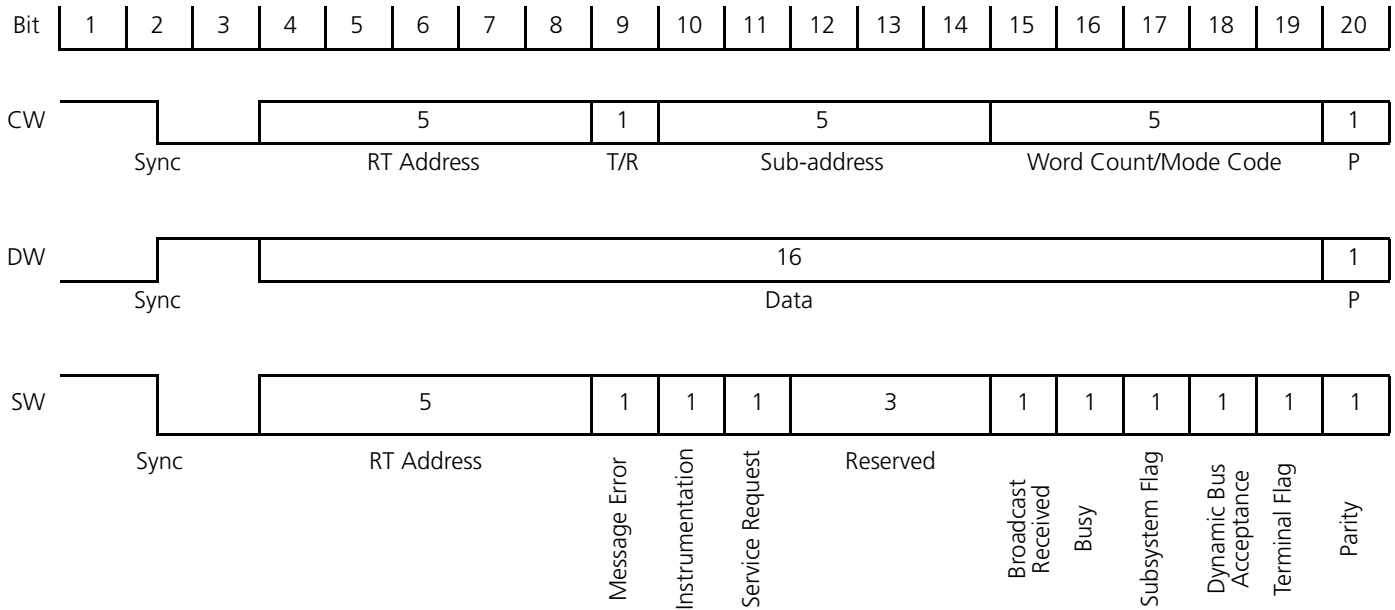 Bit 1 2 3 4 5 6 7 8 9 10 11 12 13 14 15 16 17 18 19 20
CW 5 1 5 5 1
Sync RT Address T/R Sub-address Word Count/Mode Code P
DW 16 1
Sync Data P
SW 5 1 1 1 3 1 1 1 1 1 1
Sync RT Address Reserved
Message Error
Instrumentation
Service Request
Broadcast
Received
Busy
Subsystem Flag
Dynamic Bus
Acceptance
Terminal Flag
Parity